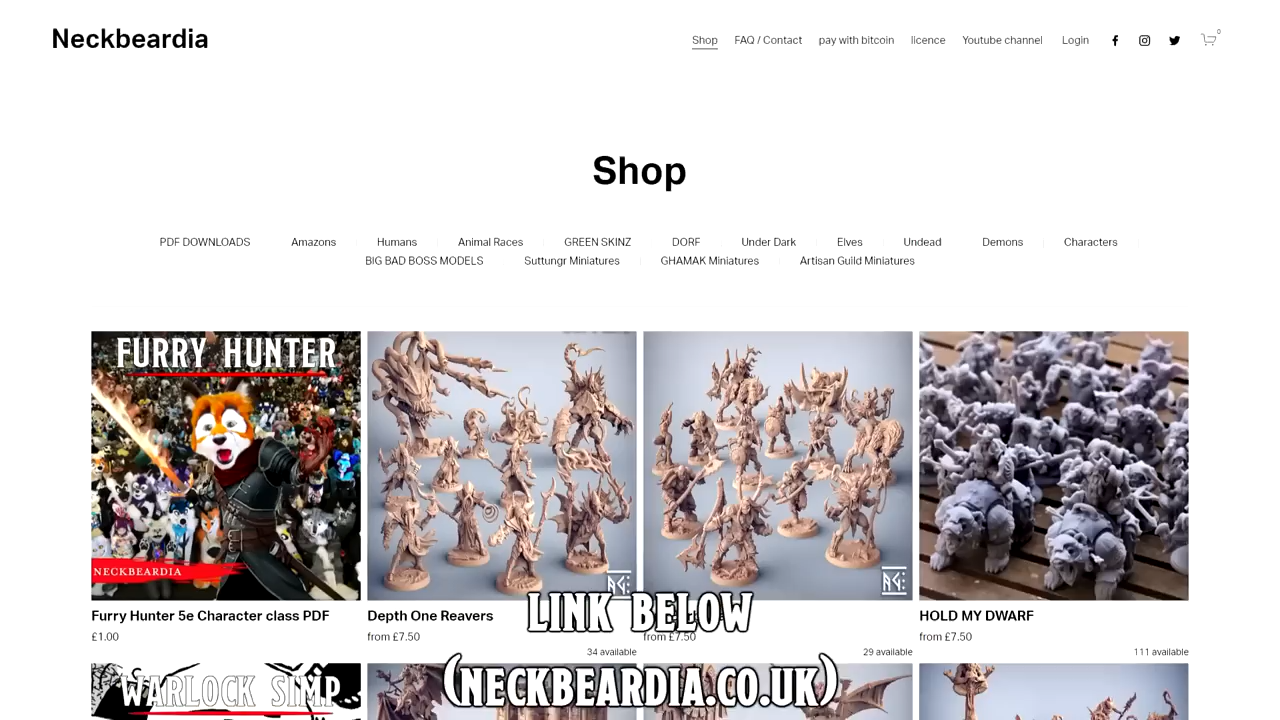 Neckbeardia
Shop FAQ / Contact pay with bitcoin licence Youtube channel Login 0
Shop
PDF DOWNLOADS Amazons Humans Animal Races GREEN SKINZ DORF Under Dark Elves Undead Demons Characters
BIG BAD BOSS MODELS Suttungr Miniatures GHAMAK Miniatures Artisan Guild Miniatures
FURRY HUNTER
NECKBEARDIA
Furry Hunter 5e Character class PDF
£1.00
Depth One Reavers
from £7.50
34 available
from £7.50
29 available
HOLD MY DWARF
from £7.50
111 available
LINK BELOW
(NECKBEARDIA.CO.UK)
WARLOCK SIMP